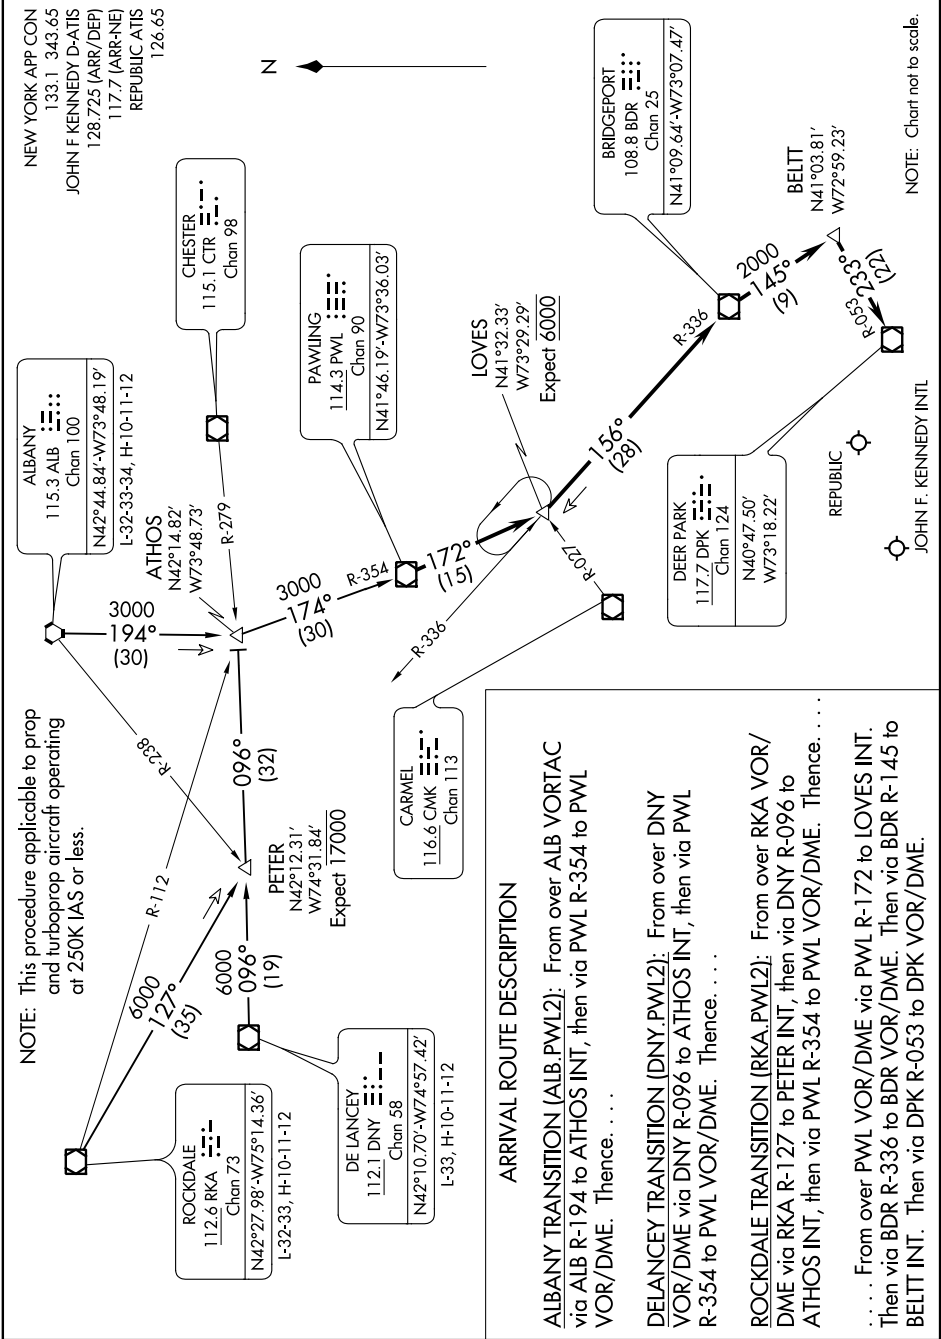 NEW YORK APP CON
133.1 343.65
JOHN F KENNEDY D-ATIS
128.725 (ARR/DEP)
117.7 (ARR-NE)
REPUBLIC ATIS
126.65
NOTE: This procedure applicable to prop
and turboprop aircraft operating
at 250K IAS or less.
N
ALBANY
115.3 ALB
Chan 100
N42°44.84'-W73°48.19'
L-32-33-34, H-10-11-12
CHESTER
115.1 CTR
Chan 98
ATHOS
N42°14.82'
W73°48.73'
R-279
3000
194°
(30)
R-238
R-112
ROCKDALE
112.6 RKA
Chan 73
N42°27.98'-W75°14.36'
L-32-33, H-10-11-12
6000
127°
(35)
6000
096°
(19)
096°
(32)
PETER
N42°12.31'
W74°31.84'
Expect 17000
DE LANCEY
112.1 DNY
Chan 58
N42°10.70'-W74°57.42'
L-33, H-10-11-12
3000
174°
(30)
R-354
PAWLING
114.3 PWL
Chan 90
N41°46.19'-W73°36.03'
172°
(15)
R-336
LOVES
N41°32.33'
W73°29.29'
Expect 6000
CARMEL
116.6 CMK
Chan 113
R-027
156°
(28)
R-336
BRIDGEPORT
108.8 BDR
Chan 25
N41°09.64'-W73°07.47'
2000
145°
(9)
BELTT
N41°03.81'
W72°59.23'
R-053
233°
(22)
DEER PARK
117.7 DPK
Chan 124
N40°47.50'
W73°18.22'
REPUBLIC
JOHN F. KENNEDY INTL
NOTE: Chart not to scale.
ARRIVAL ROUTE DESCRIPTION
ALBANY TRANSITION (ALB.PWL2): From over ALB VORTAC
via ALB R-194 to ATHOS INT, then via PWL R-354 to PWL
VOR/DME. Thence. . . .
DELANCEY TRANSITION (DNY.PWL2): From over DNY
VOR/DME via DNY R-096 to ATHOS INT, then via PWL
R-354 to PWL VOR/DME. Thence. . . .
ROCKDALE TRANSITION (RKA.PWL2): From over RKA VOR/
DME via RKA R-127 to PETER INT, then via DNY R-096 to
ATHOS INT, then via PWL R-354 to PWL VOR/DME. Thence. . . .
. . . . From over PWL VOR/DME via PWL R-172 to LOVES INT.
Then via BDR R-336 to BDR VOR/DME. Then via BDR R-145 to
BELTT INT. Then via DPK R-053 to DPK VOR/DME.